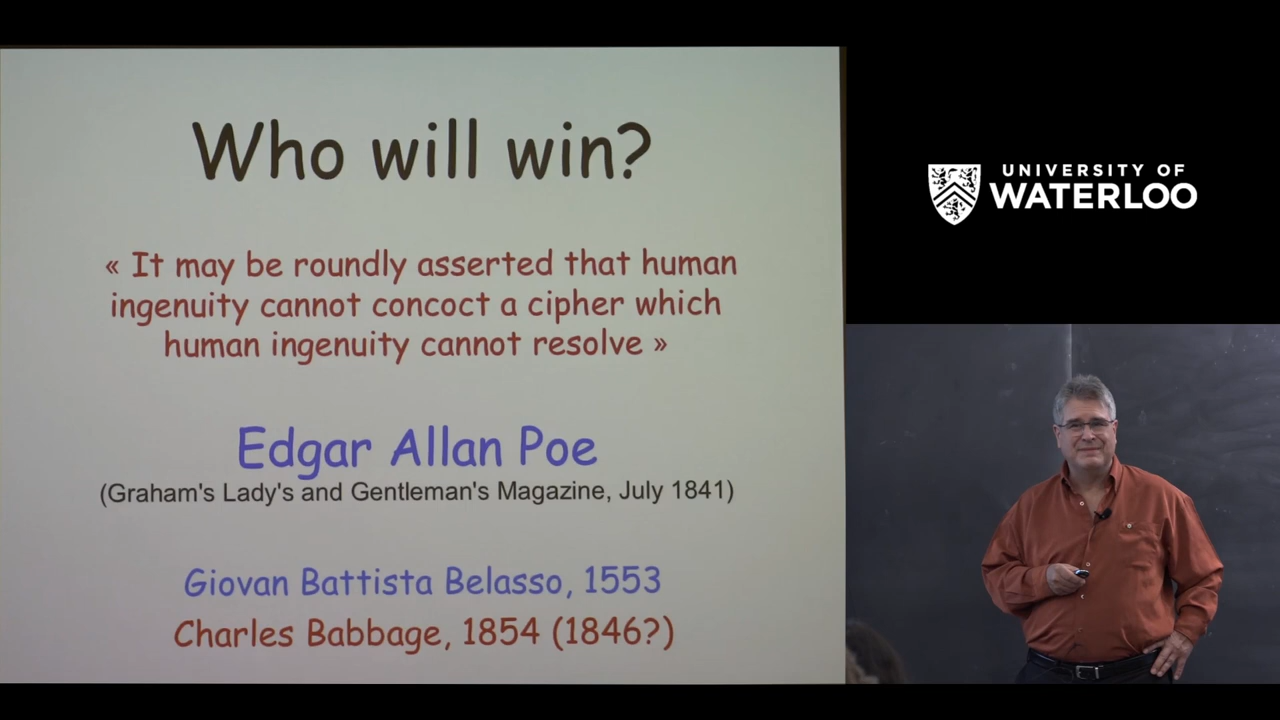 Who will win?
« It may be roundly asserted that human
ingenuity cannot concoct a cipher which
human ingenuity cannot resolve »
Edgar Allan Poe
(Graham's Lady's and Gentleman's Magazine, July 1841)
Giovan Battista Belasso, 1553
Charles Babbage, 1854 (1846?)
UNIVERSITY OF
WATERLOO